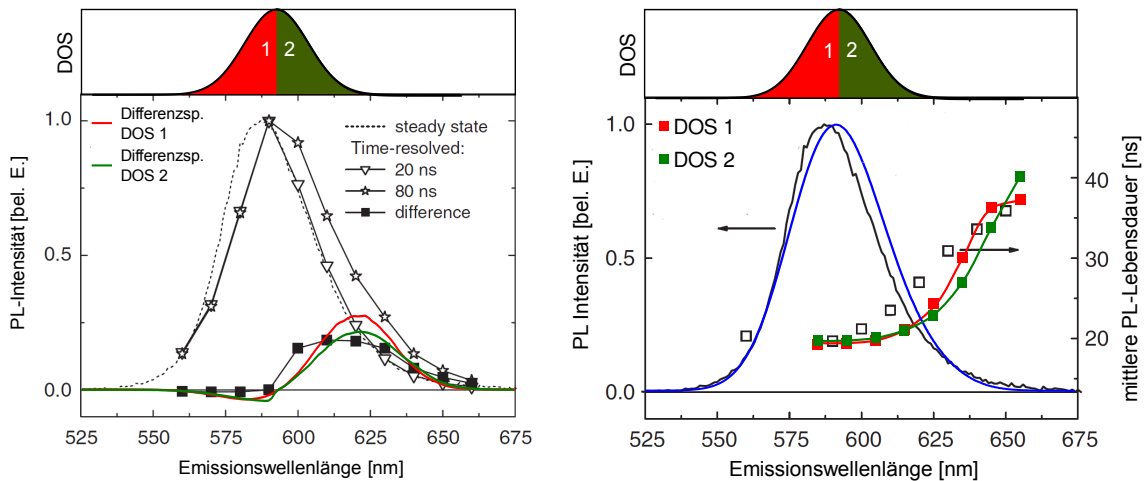 DOS
1 2
PL-Intensität [bel. E.]
1.0
0.5
0.0
Differenzsp.
DOS 1
Differenzsp.
DOS 2
steady state
Time-resolved:
20 ns
80 ns
difference
525 550 575 600 625 650 675
Emissionswellenlänge [nm]
DOS
1 2
PL Intensität [bel. E.]
1.0
0.5
0.0
DOS 1
DOS 2
40
30
20
mittlere PL-Lebensdauer [ns]
525 550 575 600 625 650 675
Emissionswellenlänge [nm]